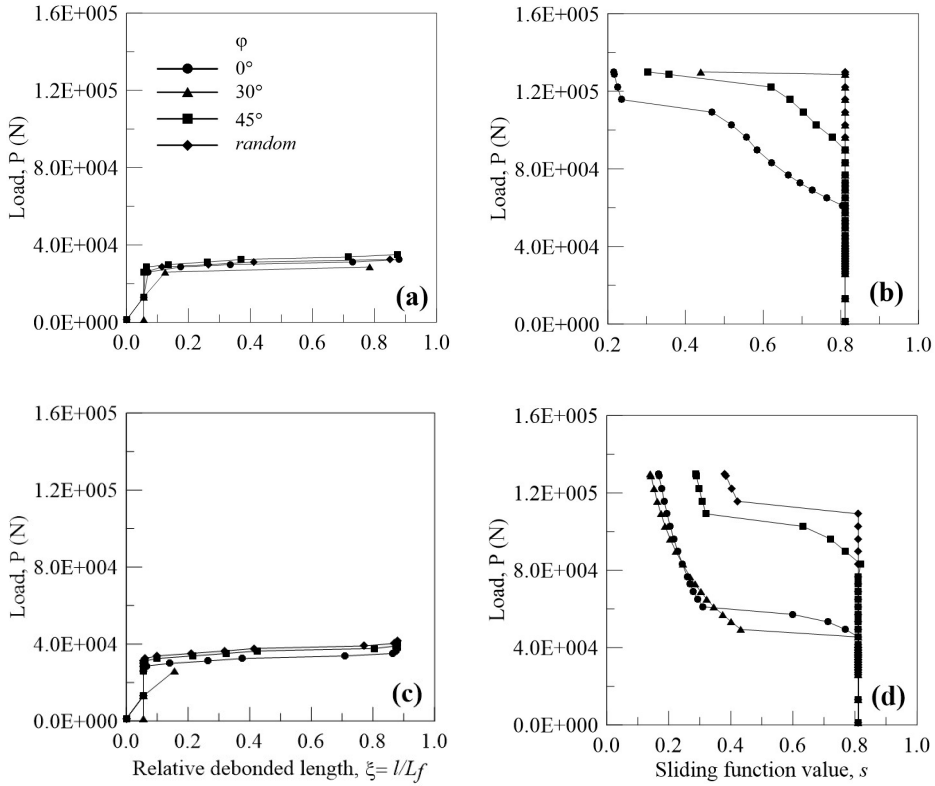 1.6E+005
1.2E+005
8.0E+004
4.0E+004
0.0E+000
Load, P (N)
φ
0°
30°
45°
random
(a)
0.0 0.2 0.4 0.6 0.8 1.0
1.6E+005
1.2E+005
8.0E+004
4.0E+004
0.0E+000
Load, P (N)
(b)
0.2 0.4 0.6 0.8 1.0
1.6E+005
1.2E+005
8.0E+004
4.0E+004
0.0E+000
Load, P (N)
(c)
0.0 0.2 0.4 0.6 0.8 1.0
Relative debonded length, ξ= l/Lf
1.6E+005
1.2E+005
8.0E+004
4.0E+004
0.0E+000
Load, P (N)
(d)
0.0 0.2 0.4 0.6 0.8 1.0
Sliding function value, s